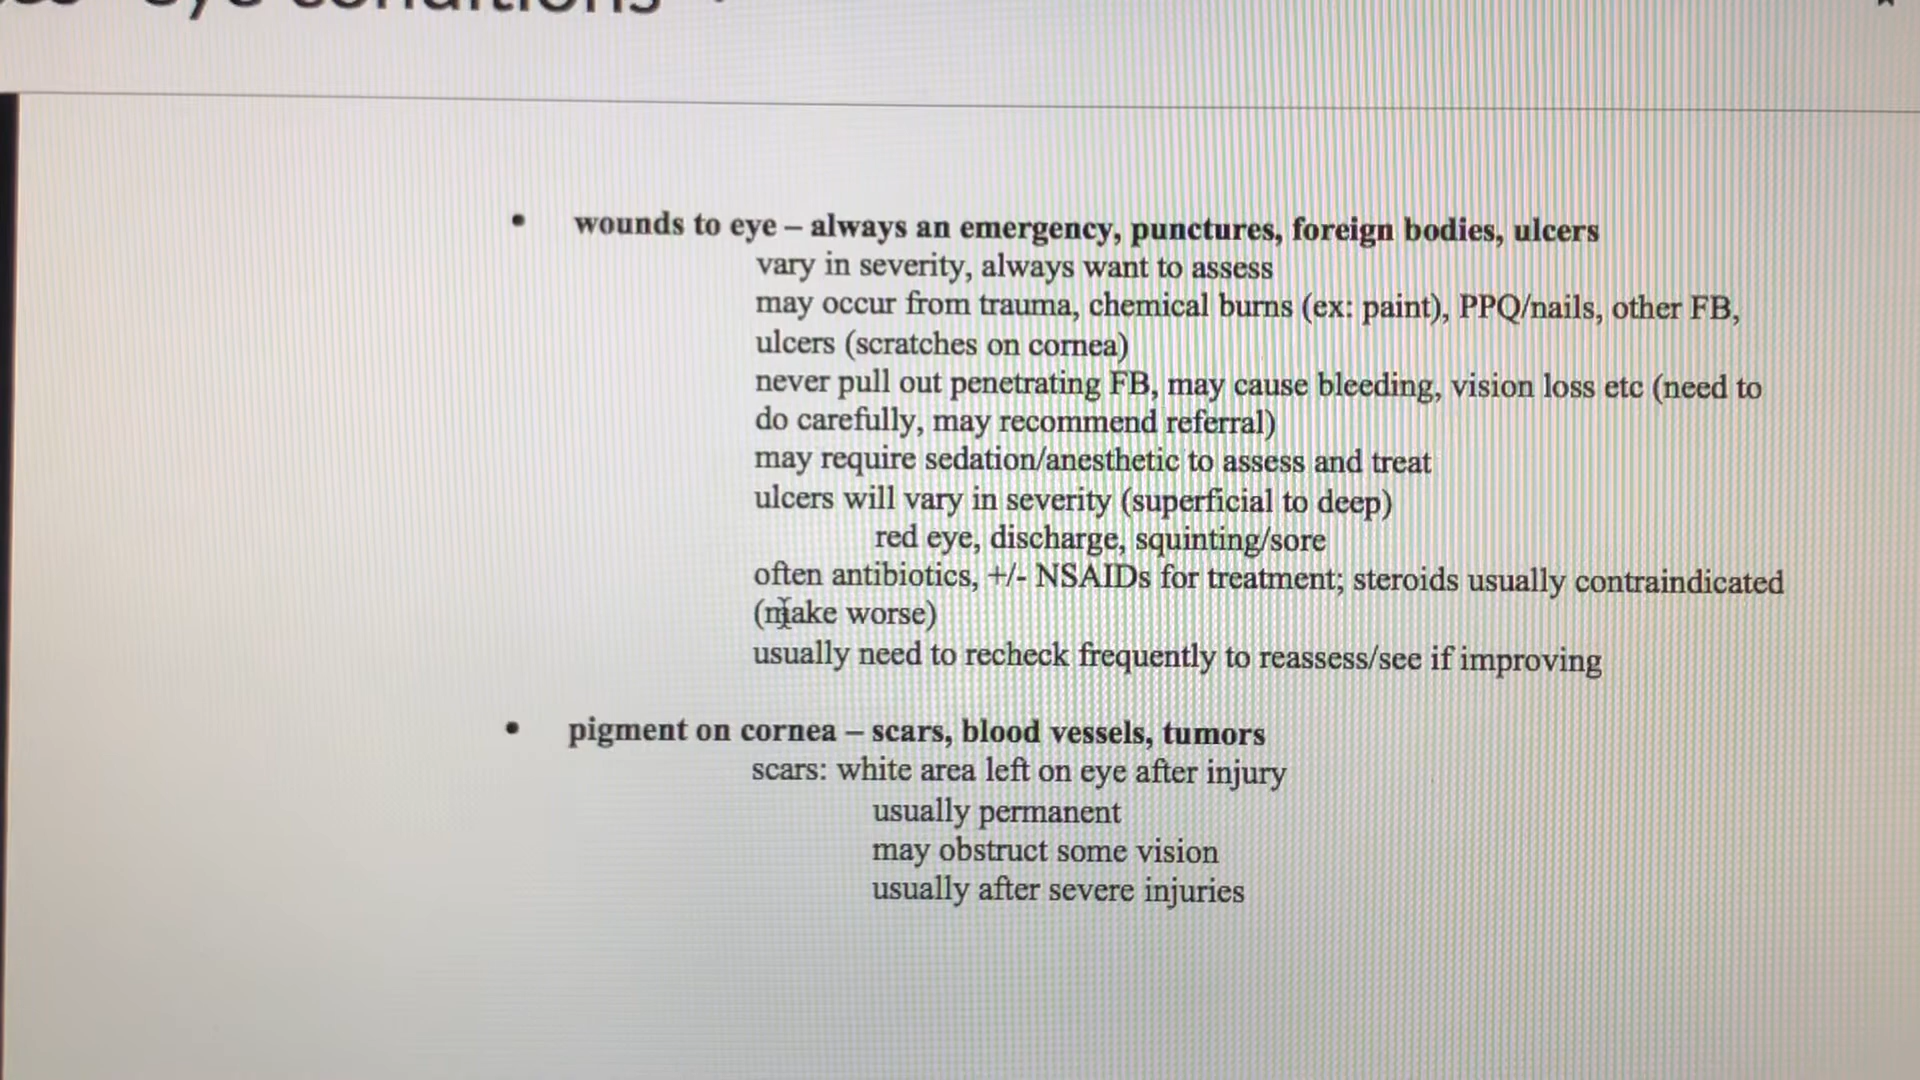 eye conditions
• wounds to eye – always an emergency, punctures, foreign bodies, ulcers
vary in severity, always want to assess
may occur from trauma, chemical burns (ex: paint), PPQ/nails, other FB,
ulcers (scratches on cornea)
never pull out penetrating FB, may cause bleeding, vision loss etc (need to
do carefully, may recommend referral)
may require sedation/anesthetic to assess and treat
ulcers will vary in severity (superficial to deep)
red eye, discharge, squinting/sore
often antibiotics, +/- NSAIDs for treatment; steroids usually contraindicated
(make worse)
usually need to recheck frequently to reassess/see if improving
• pigment on cornea – scars, blood vessels, tumors
scars: white area left on eye after injury
usually permanent
may obstruct some vision
usually after severe injuries